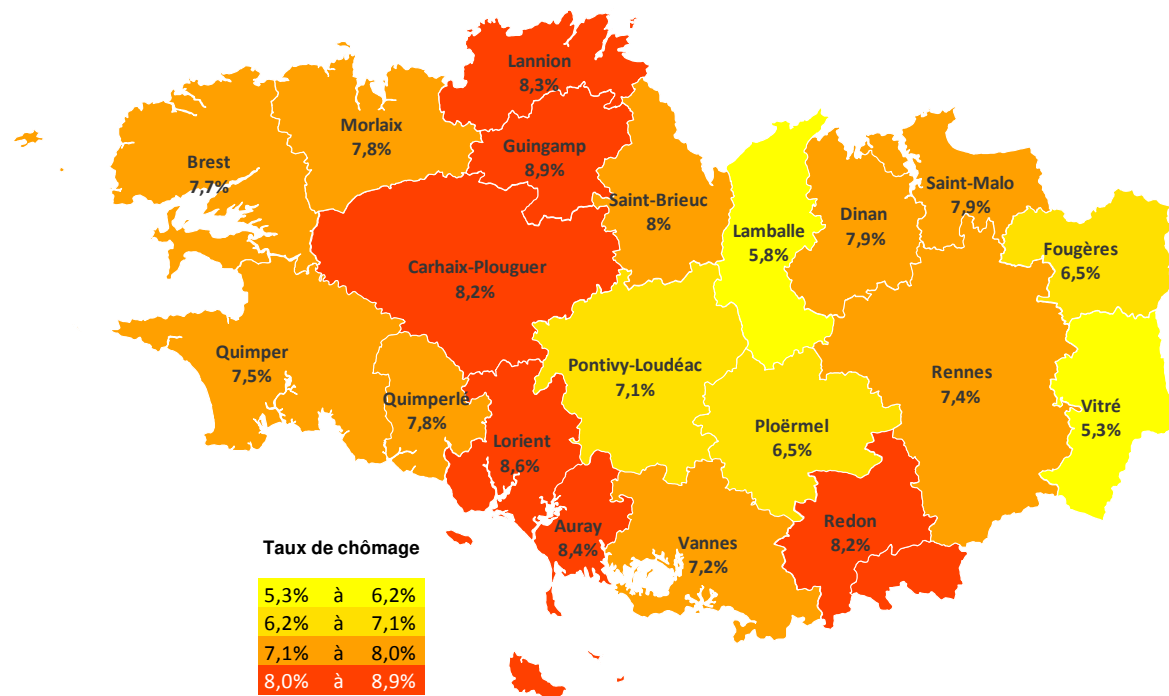 Lannion
8,3%
Morlaix
7,8%
Guingamp
8,9%
Brest
7,7%
Saint-Brieuc
8%
Saint-Malo
7,9%
Dinan
7,9%
Lamballe
5,8%
Fougères
6,5%
Carhaix-Plouguer
8,2%
Quimper
7,5%
Pontivy-Loudéac
7,1%
Rennes
7,4%
Quimperlé
7,8%
Vitré
5,3%
Ploërmel
6,5%
Lorient
8,6%
Auray
8,4%
Vannes
7,2%
Redon
8,2%
Taux de chômage
5,3% à 6,2%
6,2% à 7,1%
7,1% à 8,0%
8,0% à 8,9%